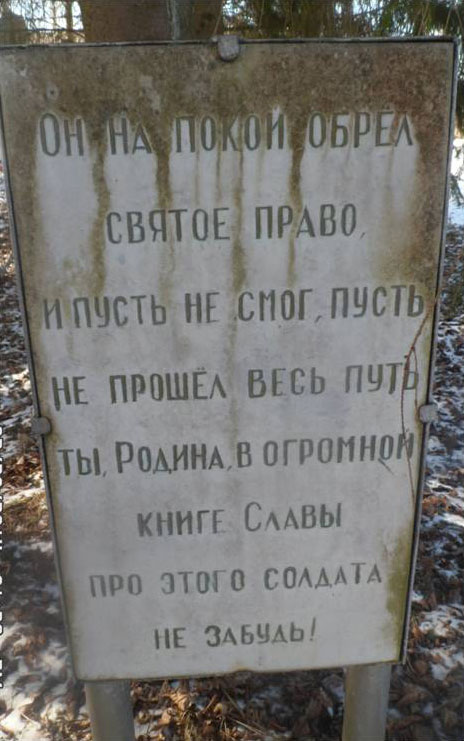 Он на покой обрёл
святое право,
и пусть не смог, пусть
не прошёл весь путь
ты, Родина, в огромной
книге Славы
про этого солдата
не забудь!